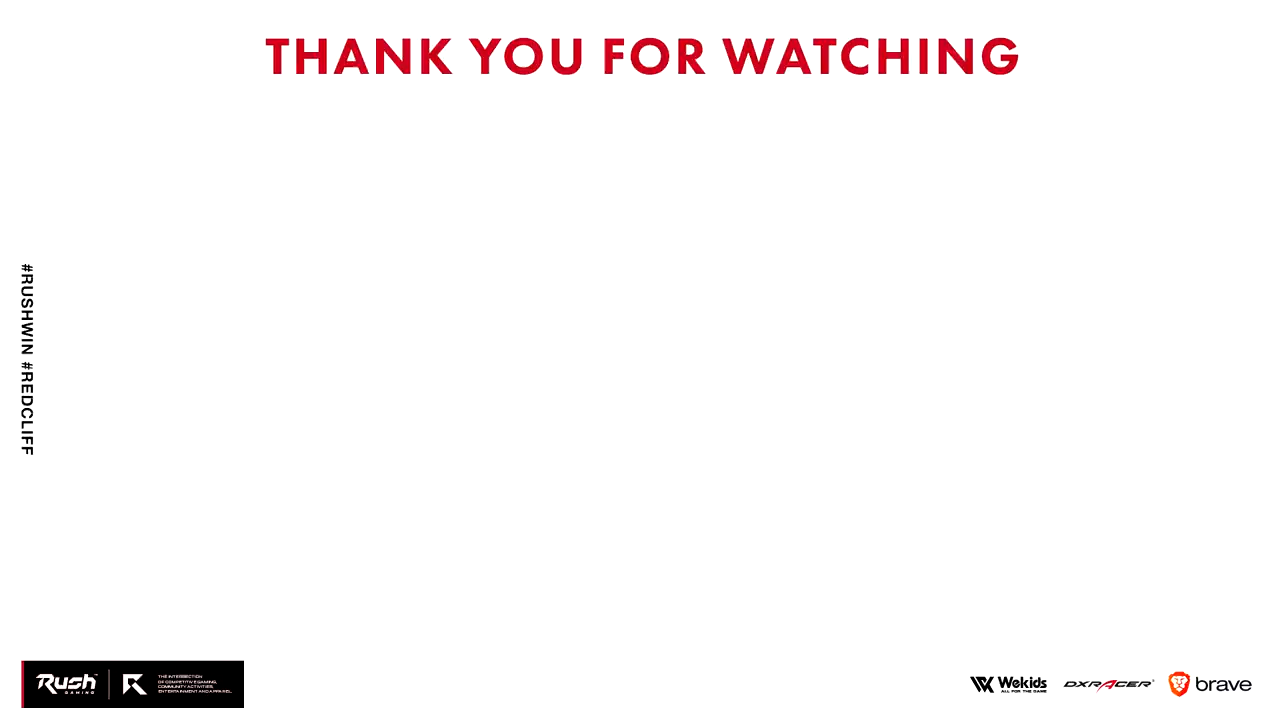 THANK YOU FOR WATCHING
#RUSHWIN #REDCLIFF
Rush
GAMING
THE INTERSECTION
OF COMPETITIVE GAMING,
COMMUNITY ACTIVITIES,
ENTERTAINMENT AND APPAREL.
Wekids
ALL FOR THE GAME
DXRACER
brave